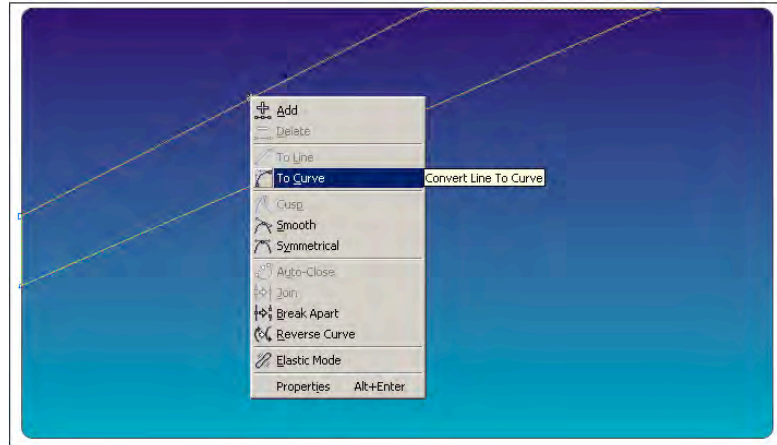 Add
Delete
To Line
To Curve
Convert Line To Curve
Cusp
Smooth
Symmetrical
Auto-Close
Join
Break Apart
Reverse Curve
Elastic Mode
Properties Alt+Enter